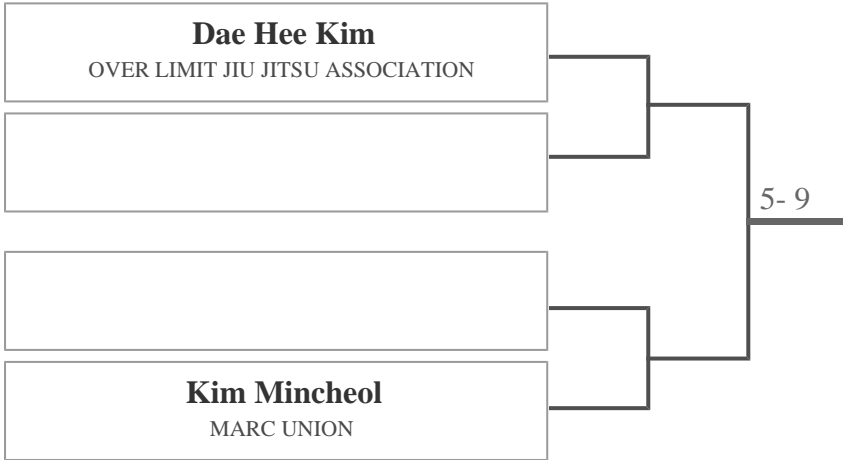 Dae Hee Kim
OVER LIMIT JIU JITSU ASSOCIATION
5- 9
Kim Mincheol
MARC UNION